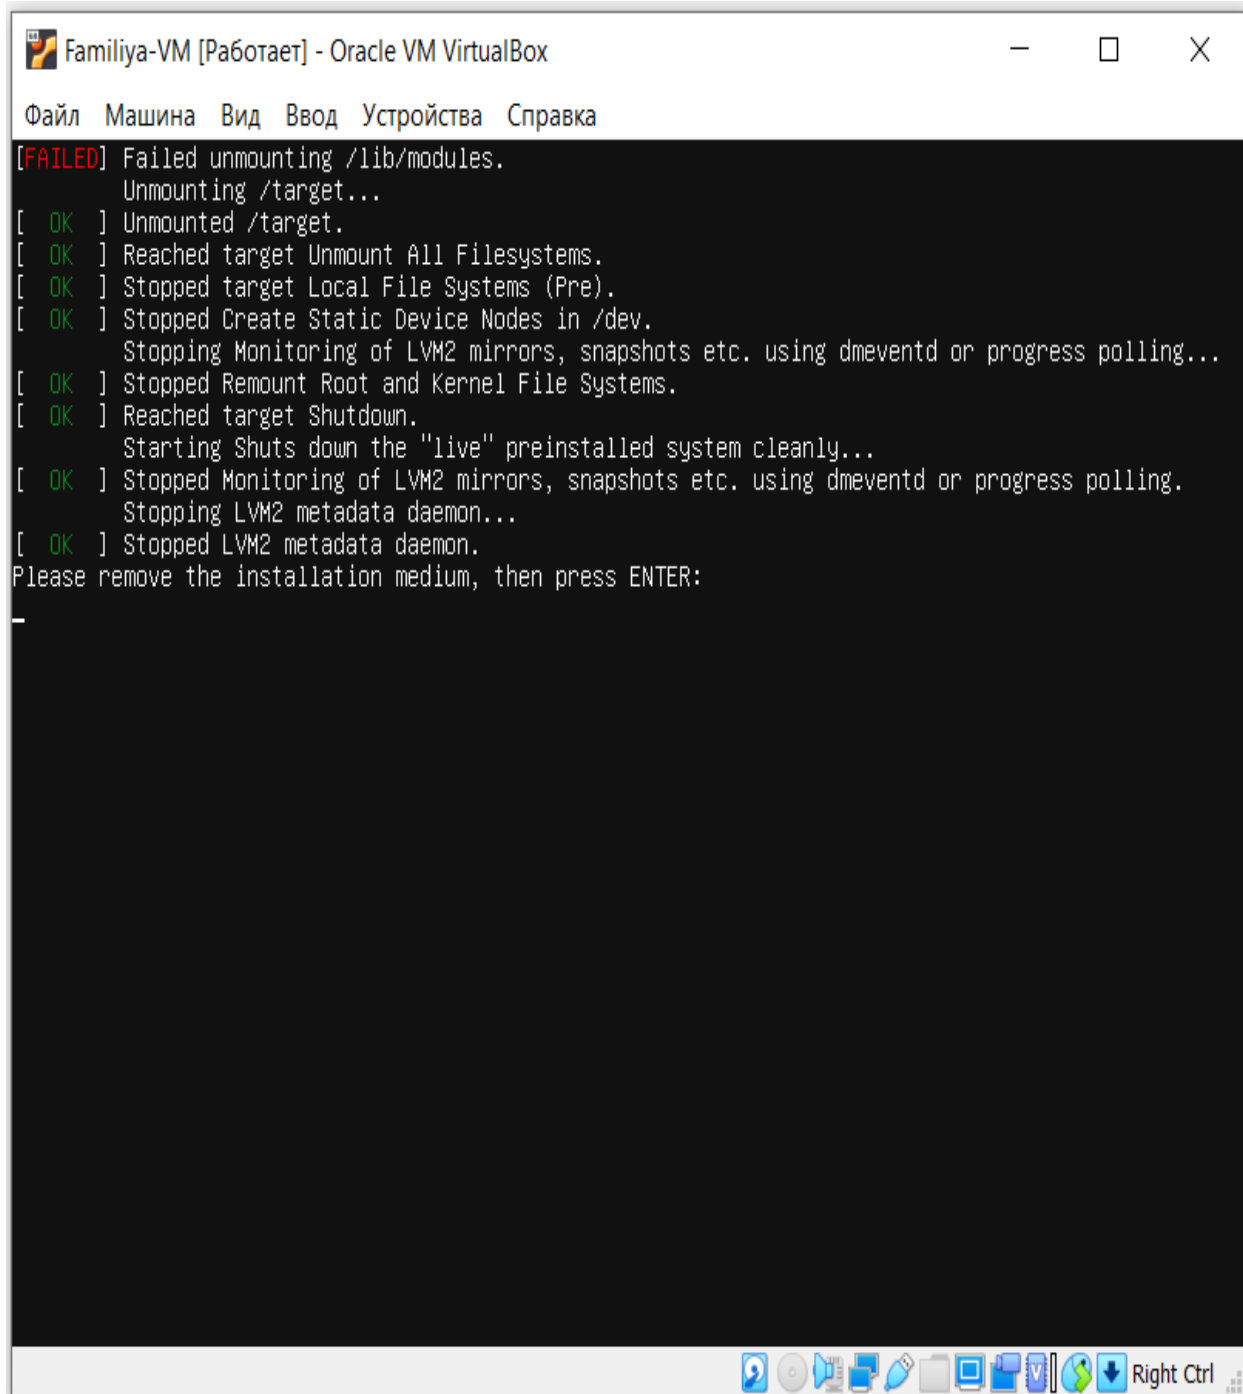 Familiya-VM [Работает] - Oracle VM VirtualBox
Файл Машина Вид Ввод Устройства Справка
[FAILED] Failed unmounting /lib/modules.
Unmounting /target...
[ OK ] Unmounted /target.
[ OK ] Reached target Unmount All Filesystems.
[ OK ] Stopped target Local File Systems (Pre).
[ OK ] Stopped Create Static Device Nodes in /dev.
Stopping Monitoring of LVM2 mirrors, snapshots etc. using dmeventd or progress polling...
[ OK ] Stopped Remount Root and Kernel File Systems.
[ OK ] Reached target Shutdown.
Starting Shuts down the "live" preinstalled system cleanly...
[ OK ] Stopped Monitoring of LVM2 mirrors, snapshots etc. using dmeventd or progress polling.
Stopping LVM2 metadata daemon...
[ OK ] Stopped LVM2 metadata daemon.
Please remove the installation medium, then press ENTER:
Right Ctrl